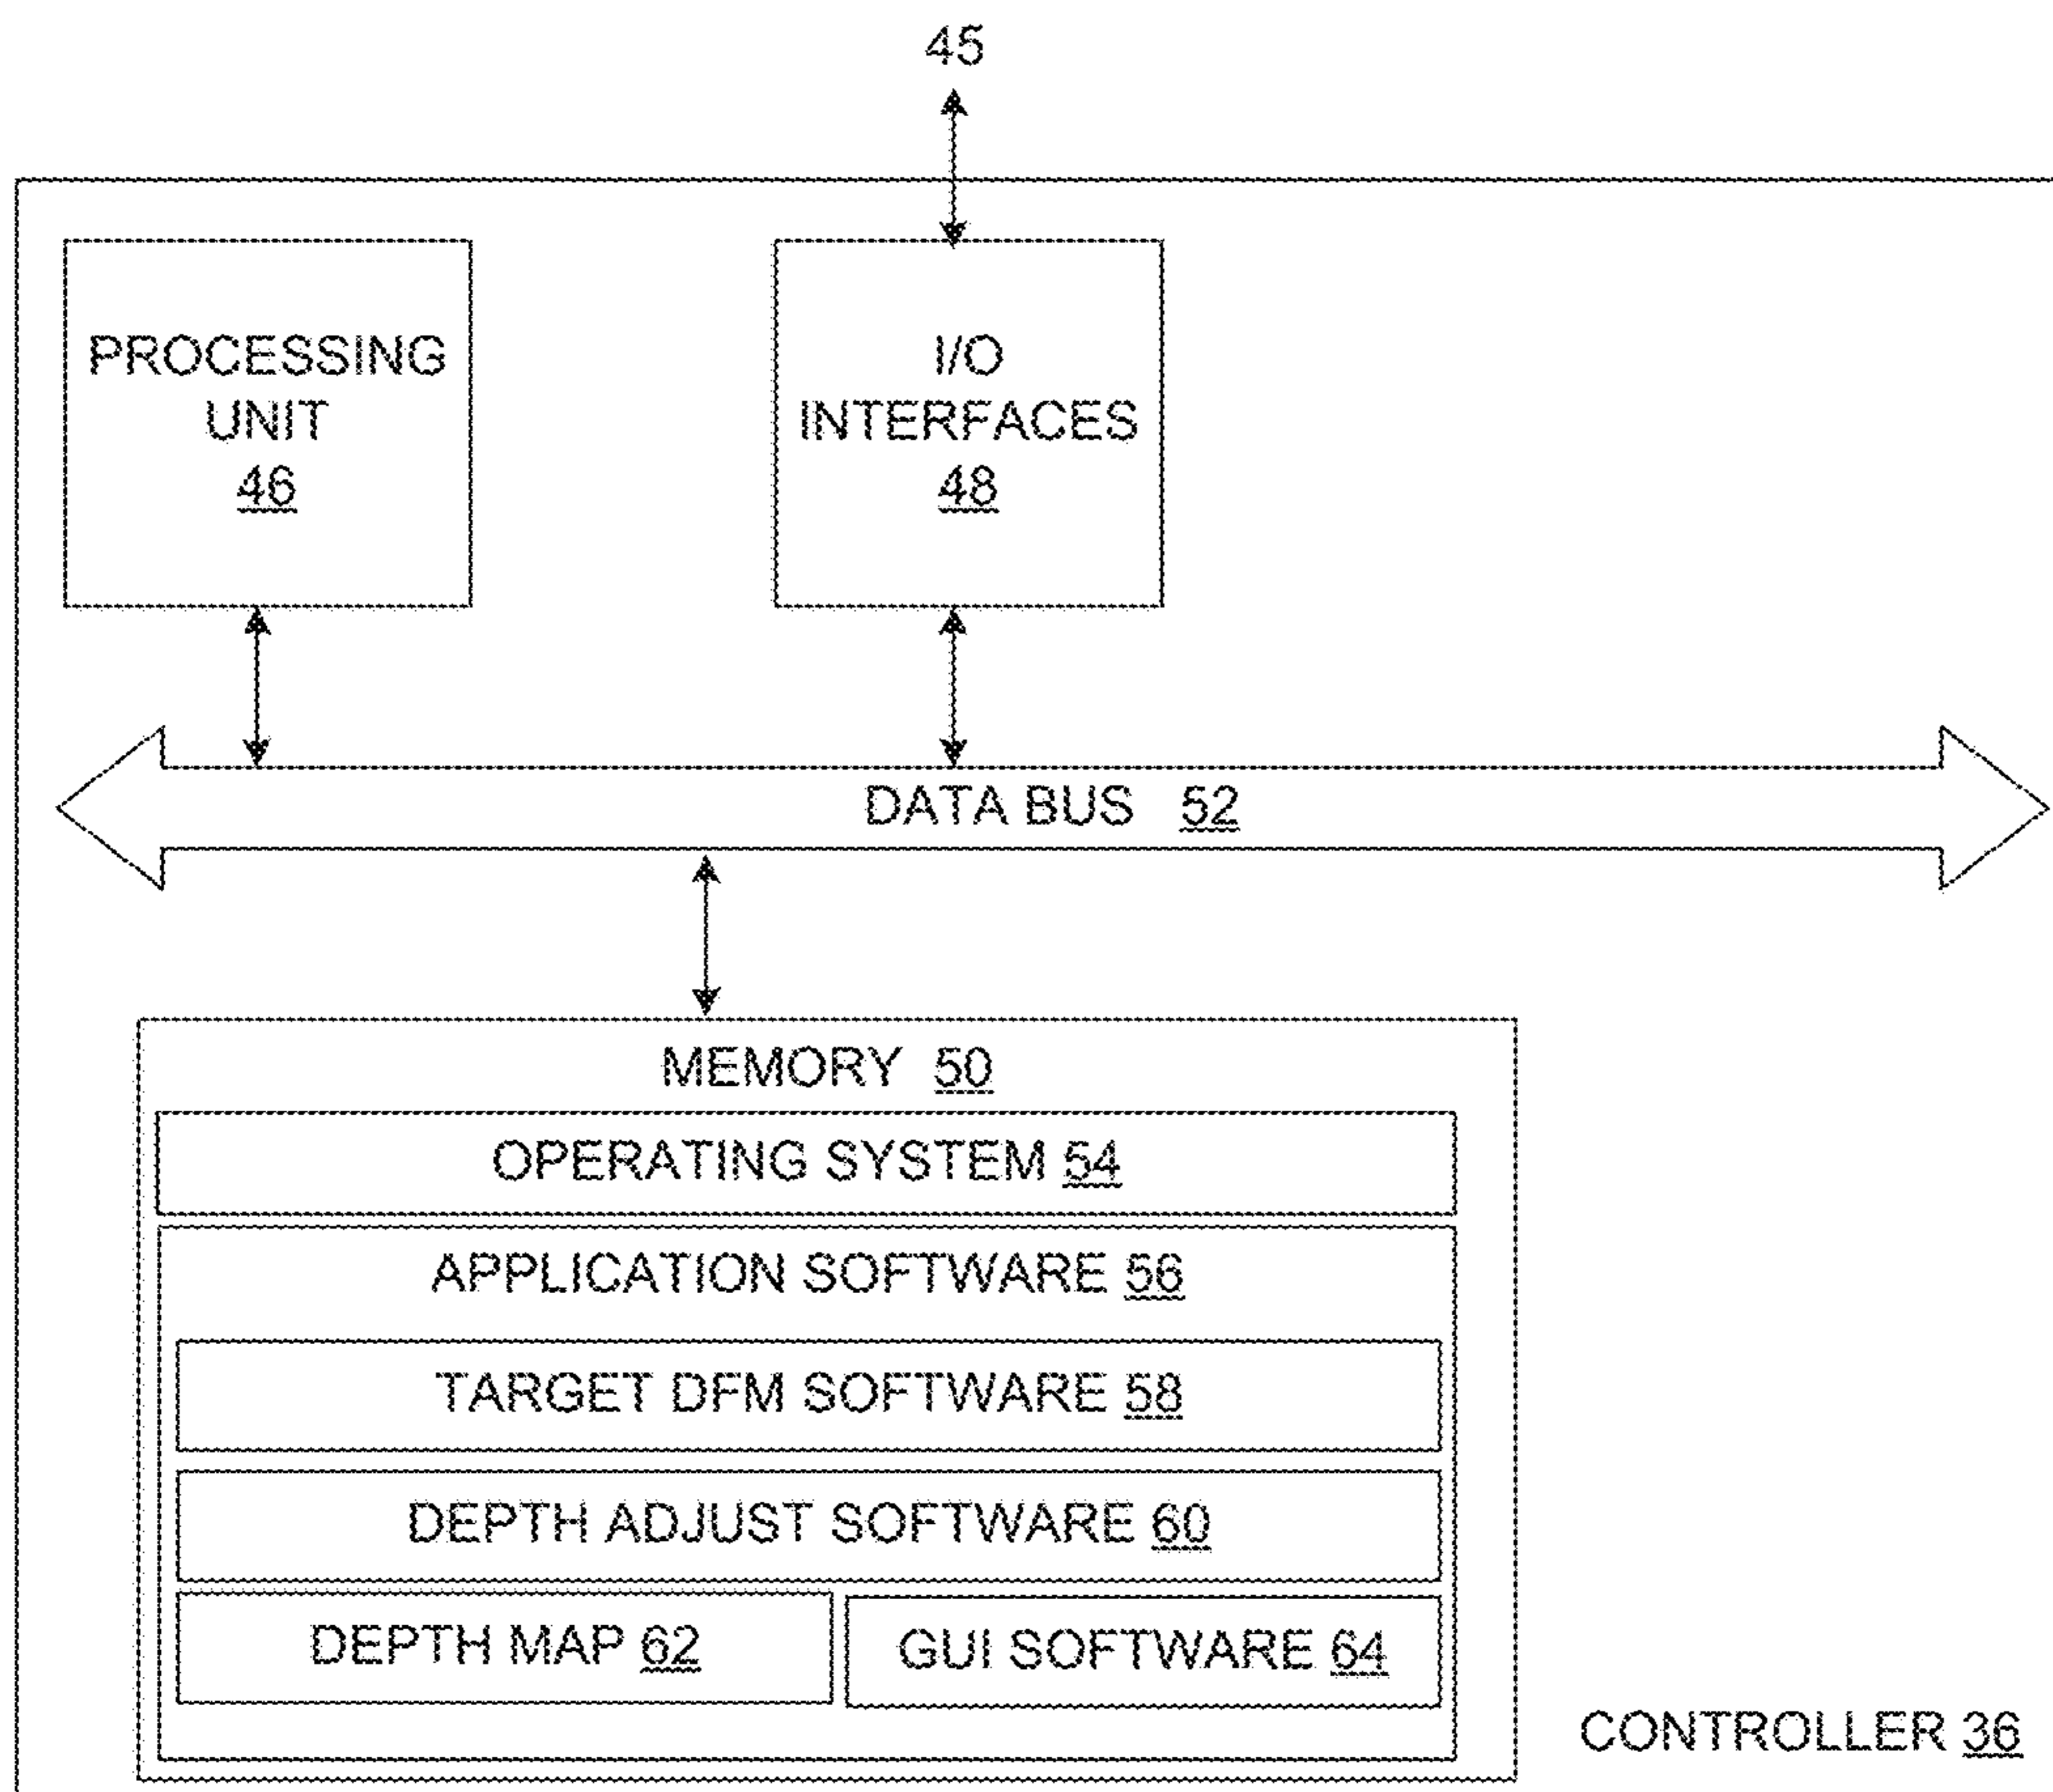 45
PROCESSING
UNIT
46
I/O
INTERFACES
48
DATA BUS 52
MEMORY 50
OPERATING SYSTEM 54
APPLICATION SOFTWARE 56
TARGET DFM SOFTWARE 58
DEPTH ADJUST SOFTWARE 60
DEPTH MAP 62
GUI SOFTWARE 64
CONTROLLER 36